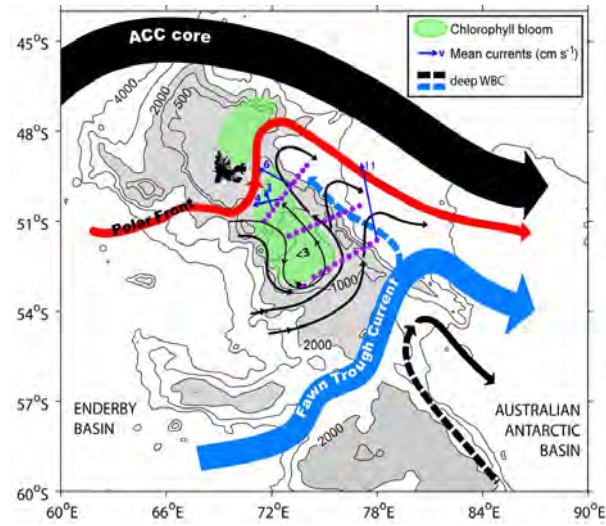 ACC core
Chlorophyll bloom
Mean currents (cm s⁻¹)
deep WBC
45°S
48°S
51°S
54°S
57°S
60°S
4000
2000
500
6
3
11
<3
Polar Front
1000
2000
Fawn Trough Current
ENDERBY
BASIN
2000
AUSTRALIAN
ANTARCTIC
BASIN
60°E
66°E
72°E
78°E
84°E
90°E